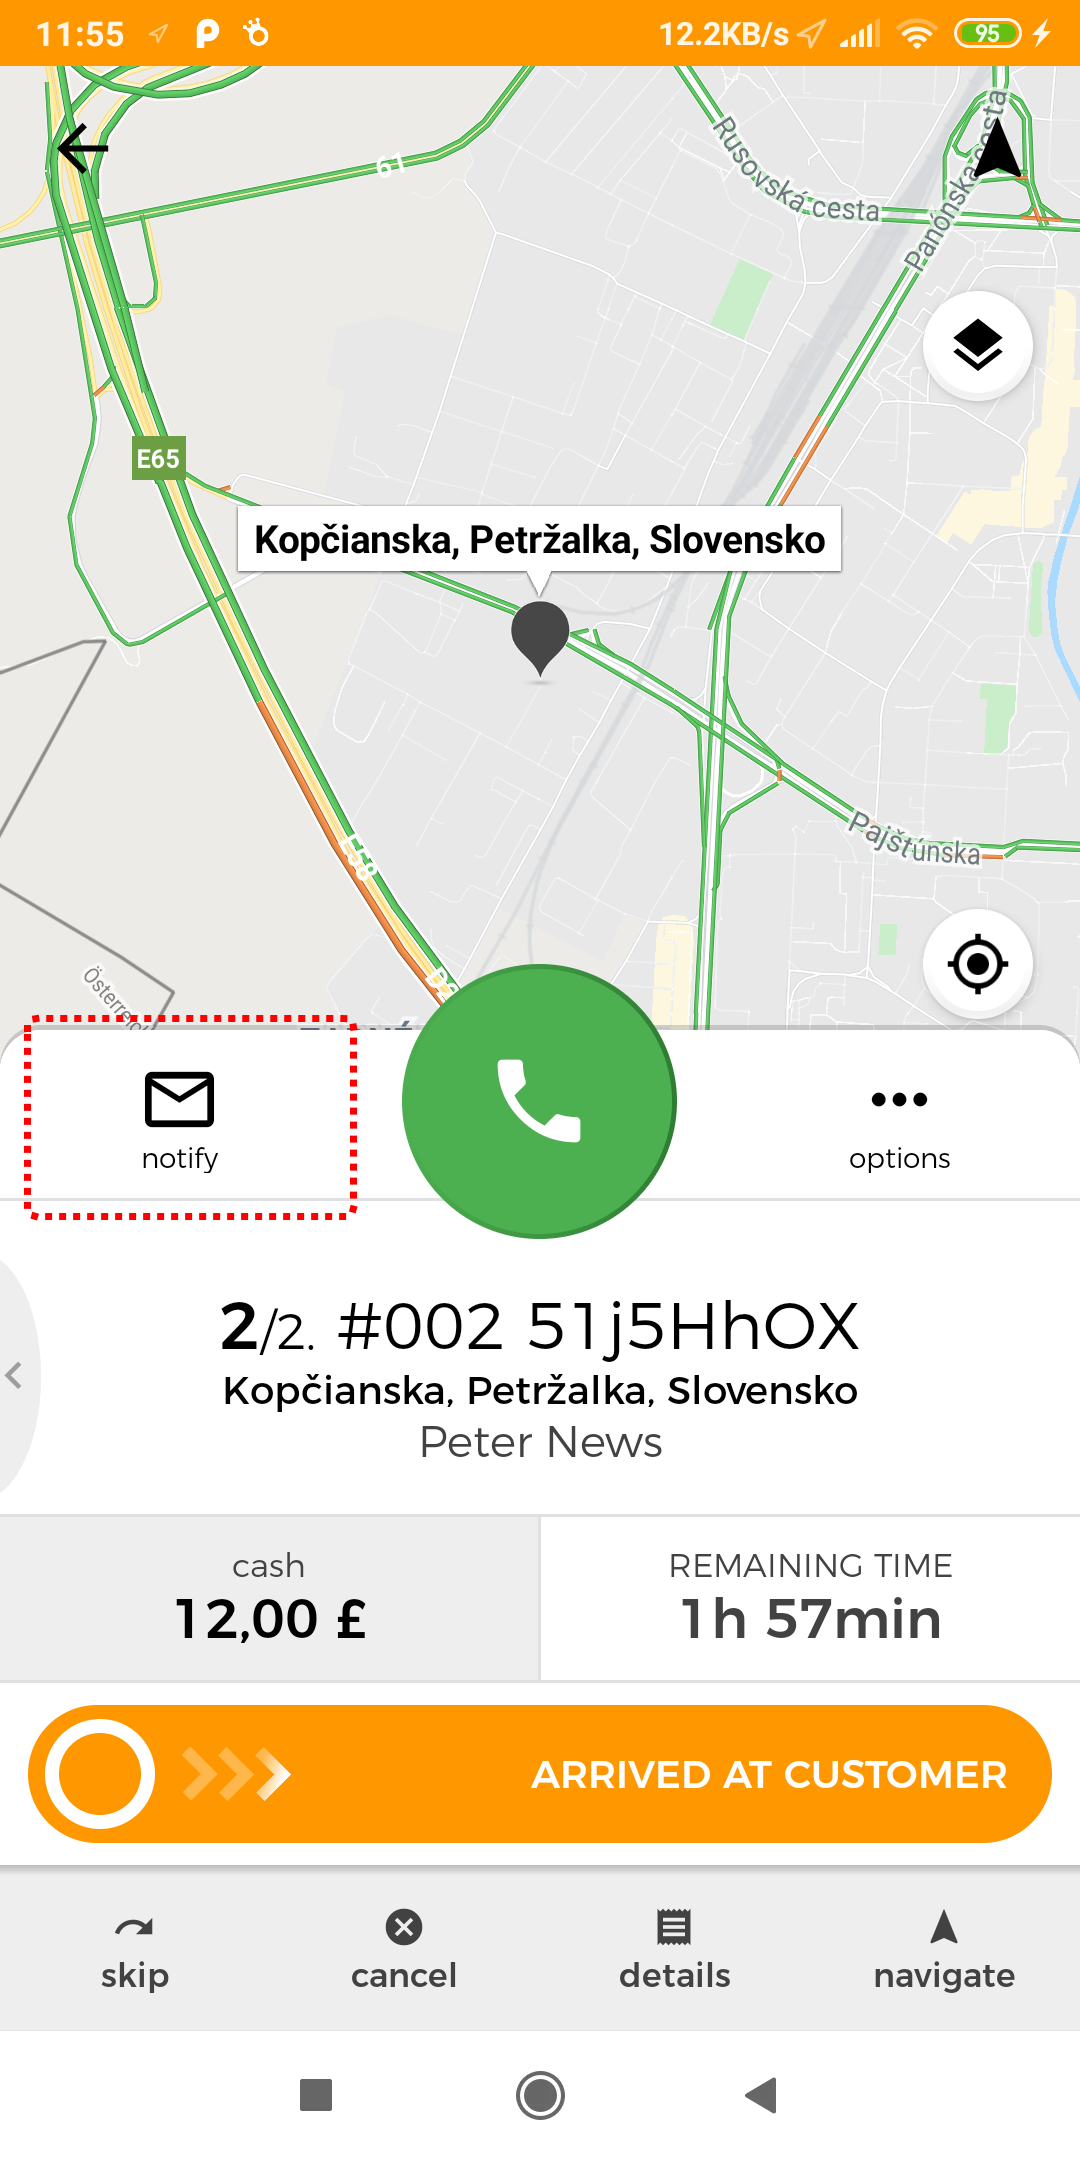 11:55
12.2KB/s
95
61
Rusovská cesta
Panónska cesta
E65
Kopčianska, Petržalka, Slovensko
E58
Pajštúnska
notify
options
2/2. #002 51j5HhOX
Kopčianska, Petržalka, Slovensko
Peter News
cash
REMAINING TIME
12,00 £
1h 57min
ARRIVED AT CUSTOMER
skip
cancel
details
navigate